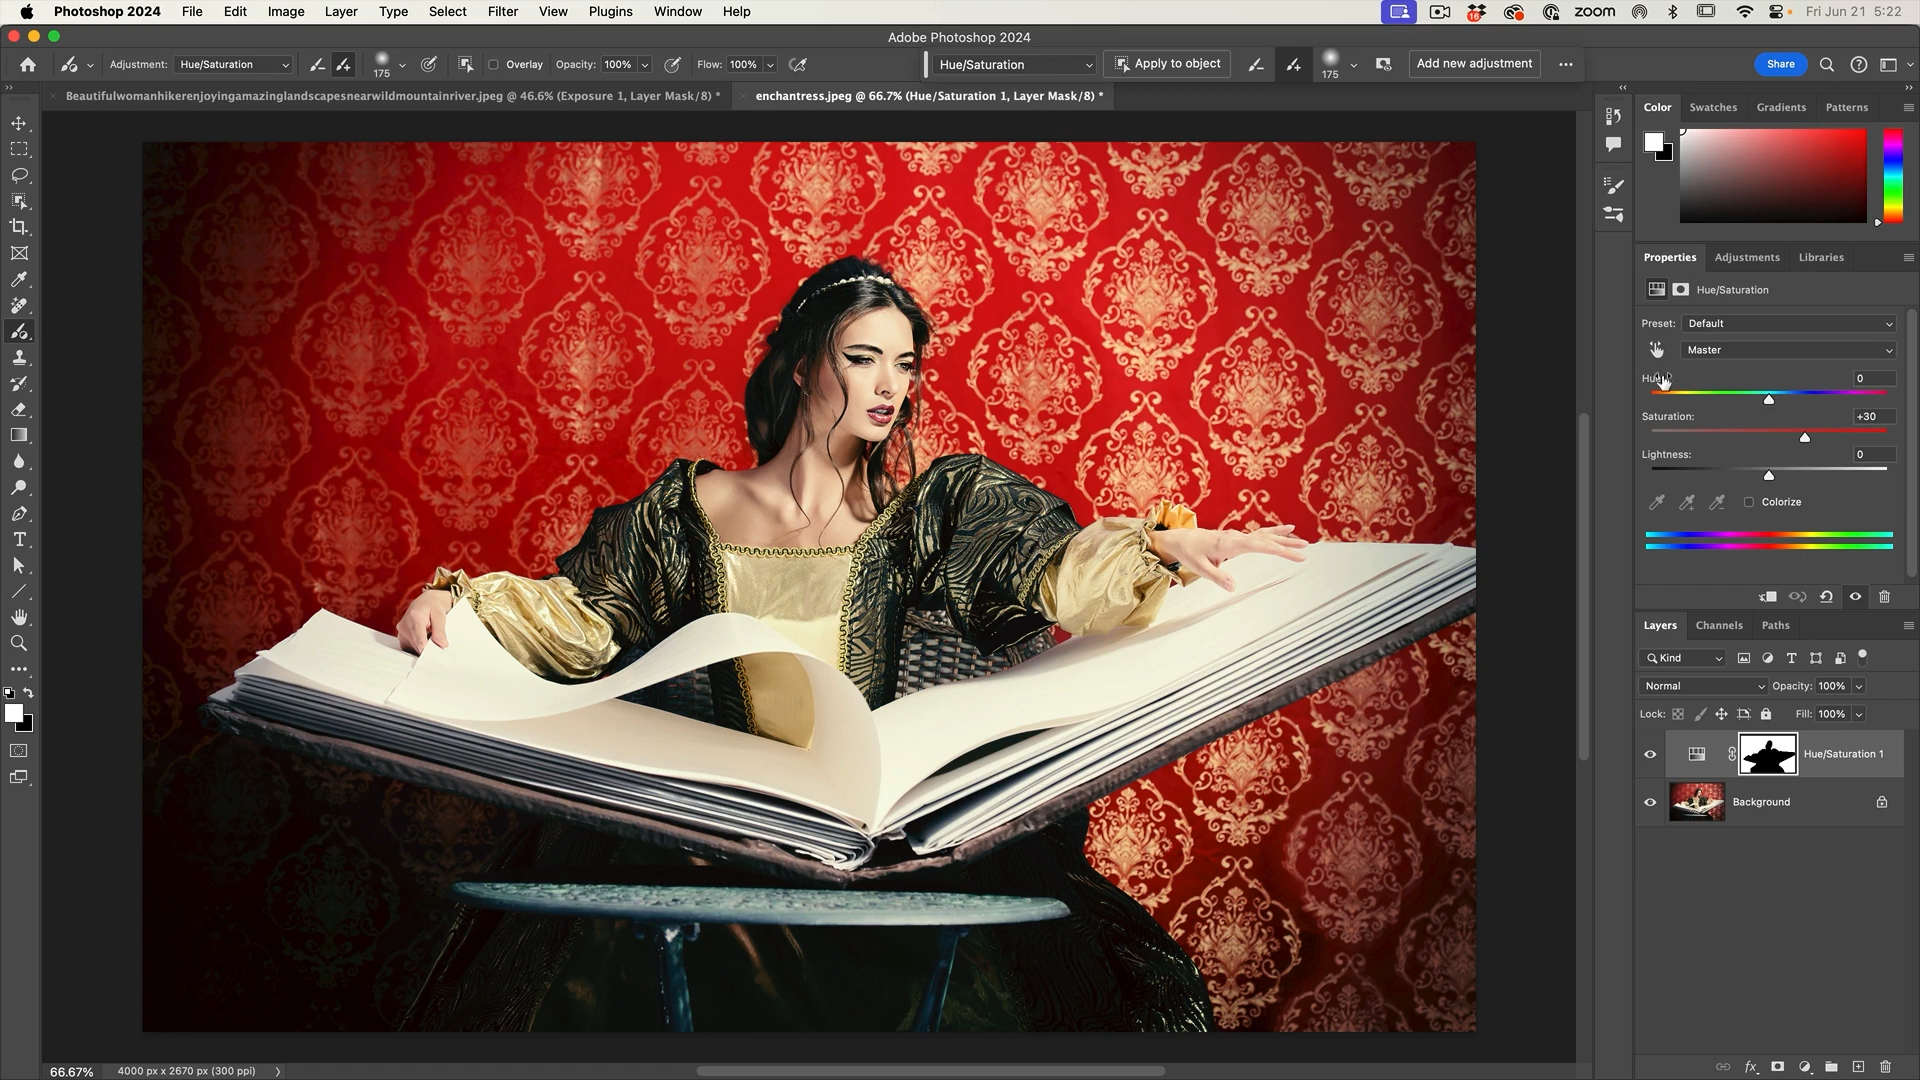 Photoshop 2024 File Edit Image Layer Type Select Filter View Plugins Window Help 16 zoom Fri Jun 21 5:22
Adobe Photoshop 2024
Adjustment: Hue/Saturation 175 Overlay Opacity: 100% Flow: 100% Hue/Saturation Apply to object 175 Add new adjustment Share
Beautifulwomanhikerenjoyingamazinglandscapesnearwildmountainriver.jpeg @ 46.6% (Exposure 1, Layer Mask/8) * enchantress.jpeg @ 66.7% (Hue/Saturation 1, Layer Mask/8) *
Color Swatches Gradients Patterns
Properties Adjustments Libraries
Hue/Saturation
Preset: Default
Master
Hue: 0
Saturation: +30
Lightness: 0
Colorize
Layers Channels Paths
Kind
Normal Opacity: 100%
Lock: Fill: 100%
Hue/Saturation 1
Background
66.67% 4000 px x 2670 px (300 ppi)